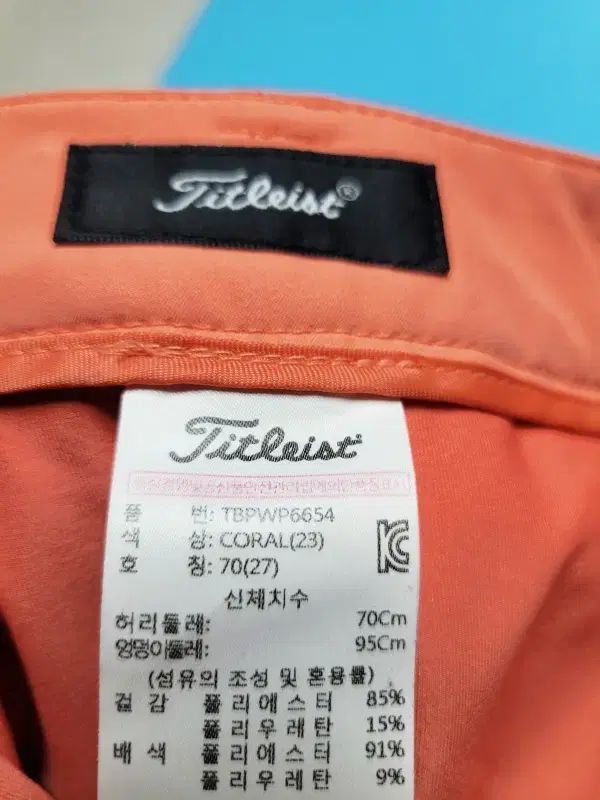 Titleist®
Titleist
품 번: TBPWP6654
색 상: CORAL(23)
호 칭: 70(27)
신체치수
허리둘레: 70Cm
엉덩이둘레: 95Cm
(섬유의 조성 및 혼용률)
겉 감 폴리에스터 85%
폴리우레탄 15%
배 색 폴리에스터 91%
폴리우레탄 9%